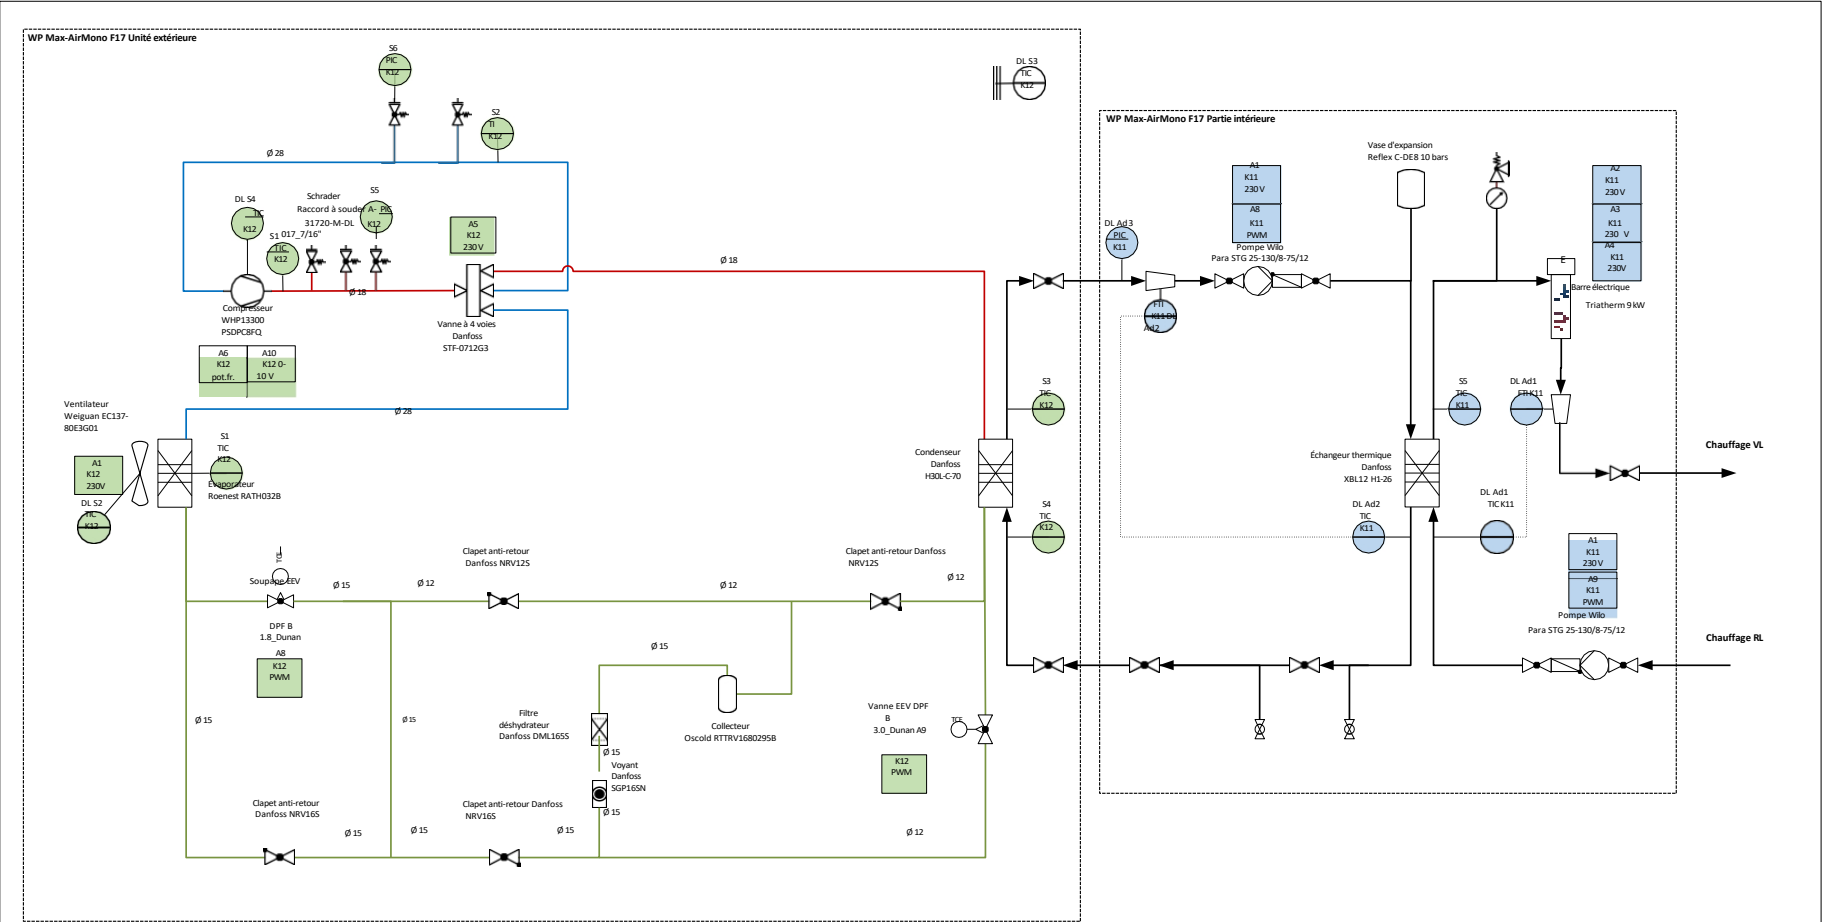 WP Max-AirMono F17 Unité extérieure
S6
PIC
K12
S2
TI
K12
Ø 28
DL S3
TIC
K12
DL S4
TIC
K12
Schrader
Raccord à souder A-
31720-M-DL
017_7/16"
S5
PIC
K12
S1
TIC
K12
A5
K12
230 V
Ø 18
Ø 18
Compresseur
WHP13300
PSDPC8FQ
Vanne à 4 voies
Danfoss
STF-0712G3
A6
K12
pot.fr.
A10
K12 0-
10 V
Ø 28
Ventilateur
Weiguan EC137-
80E3G01
A1
K12
230V
DL S2
TIC
K12
S1
TIC
K12
Évaporateur
Roenest RATH032B
Condenseur
Danfoss
H30L-C-70
S3
TIC
K12
S4
TIC
K12
TCE
Soupape EEV
Ø 15
DPF B
1.8_Dunan
A8
K12
PWM
Clapet anti-retour
Danfoss NRV12S
Ø 12
Ø 12
Clapet anti-retour Danfoss
NRV12S
Ø 12
Ø 15
Ø 15
Ø 15
Filtre
déshydrateur
Danfoss DML165S
Collecteur
Oscold RTTRV1680295B
Ø 15
Voyant
Danfoss
SGP16SN
Ø 15
Vanne EEV DPF
B
3.0_Dunan A9
TCE
K12
PWM
Clapet anti-retour
Danfoss NRV16S
Ø 15
Ø 15
Clapet anti-retour Danfoss
NRV16S
Ø 15
Ø 12
WP Max-AirMono F17 Partie intérieure
DL Ad3
PIC
K11
A1
K11
230 V
A8
K11
PWM
Pompe Wilo
Para STG 25-130/8-75/12
FTI
K11 DL
Ad2
Vase d'expansion
Reflex C-DE8 10 bars
A2
K11
230 V
A3
K11
230 V
A4
K11
230V
E
Barre électrique
Triatherm 9 kW
S5
TIC
K11
DL Ad1
FTI K11
Échangeur thermique
Danfoss
XBL12 H1-26
DL Ad2
TIC
K11
DL Ad1
TIC K11
Chauffage VL
A1
K11
230 V
A9
K11
PWM
Pompe Wilo
Para STG 25-130/8-75/12
Chauffage RL